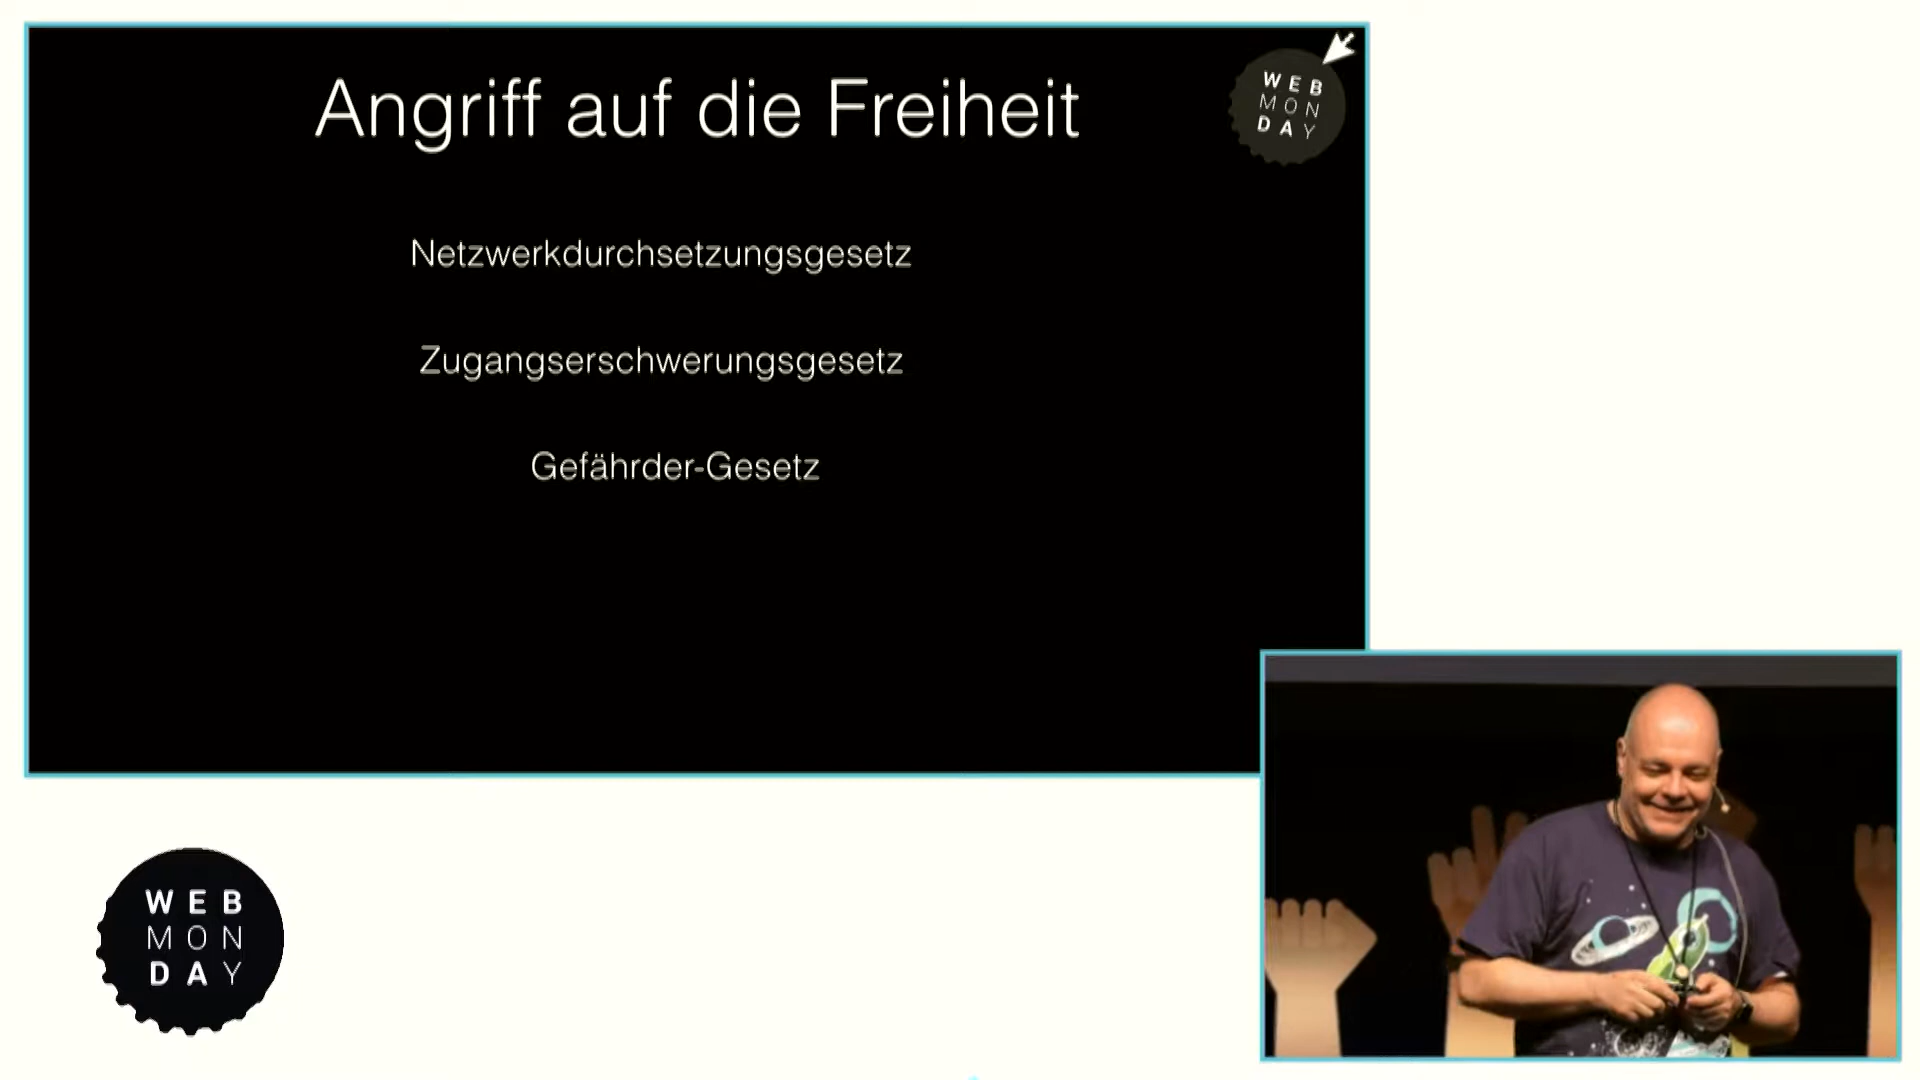 Angriff auf die Freiheit
WEB
MON
DAY
Netzwerkdurchsetzungsgesetz
Zugangserschwerungsgesetz
Gefährder-Gesetz
WEB
MON
DAY